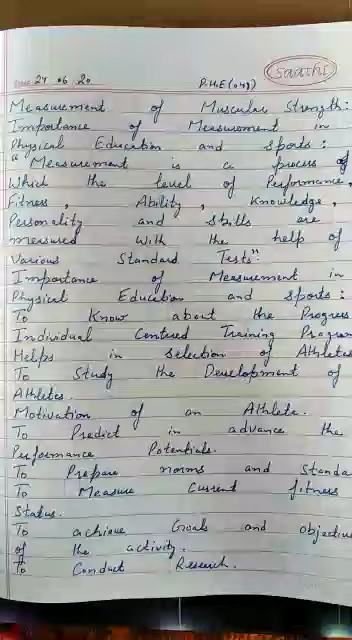 Saathi
Date 27 06 20 P.H.E(048)
Measurement of Muscular Strength:
Importance of Measurement in
Physical Education and sports:
"Measurement is a process of
Which the level of Performance,
Fitness, Ability, Knowledge,
Personality and skills are
measured with the help of
Various Standard Tests".
Importance of Measurement in
Physical Education and sports:
To Know about the Progress
Individual Centred Training Program
Helps in selection of Athletes
To Study the Development of
Athletes.
Motivation of an Athlete.
To Predict in advance the
Performance Potentials.
To Prepare norms and Standa
To Measure Current fitness
Status.
To achieve Goals and objective
of the activity.
To Conduct Research.